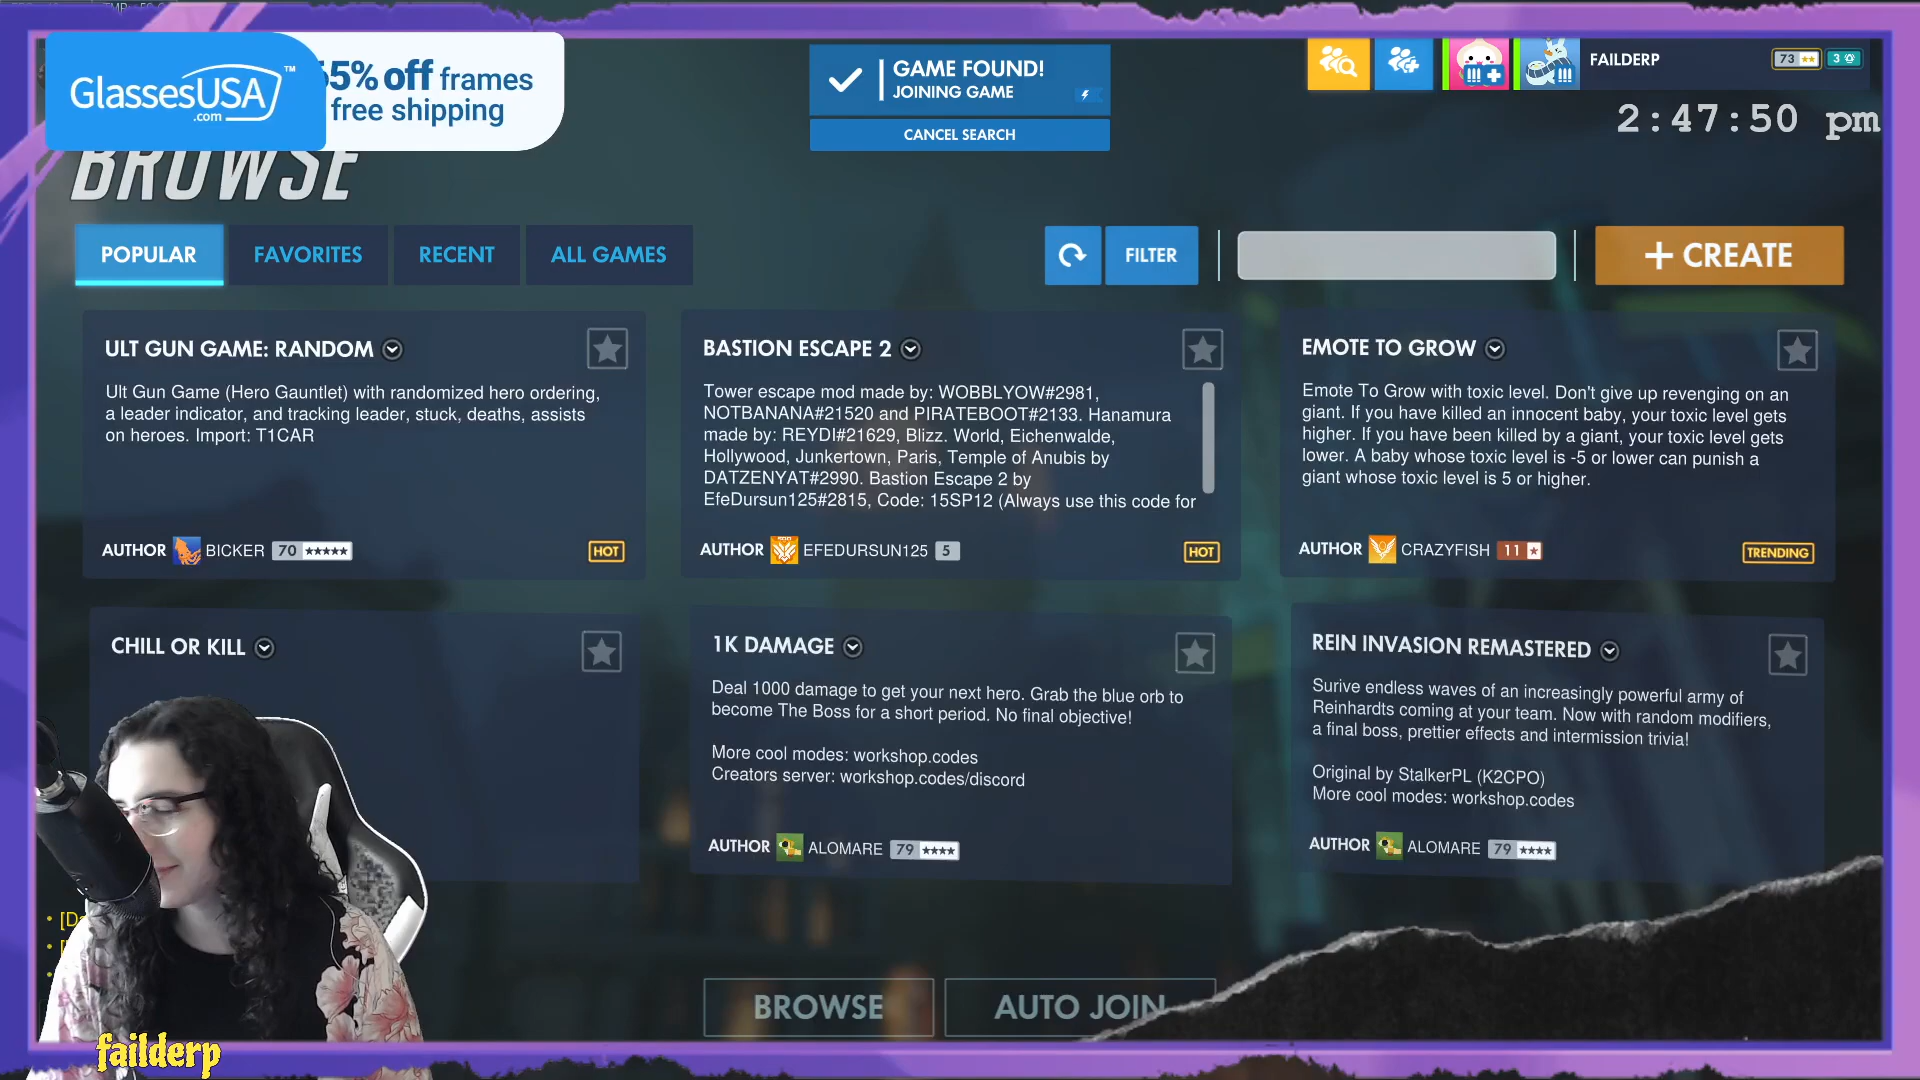 GlassesUSA™
.com
65% off frames
free shipping
GAME FOUND!
JOINING GAME
CANCEL SEARCH
FAILDERP
73
3
2:47:50 pm
BROWSE
POPULAR
FAVORITES
RECENT
ALL GAMES
FILTER
+ CREATE
ULT GUN GAME: RANDOM
Ult Gun Game (Hero Gauntlet) with randomized hero ordering,
a leader indicator, and tracking leader, stuck, deaths, assists
on heroes. Import: T1CAR
AUTHOR BICKER 70
HOT
BASTION ESCAPE 2
Tower escape mod made by: WOBBLYOW#2981,
NOTBANANA#21520 and PIRATEBOOT#2133. Hanamura
made by: REYDI#21629, Blizz. World, Eichenwalde,
Hollywood, Junkertown, Paris, Temple of Anubis by
DATZENYAT#2990. Bastion Escape 2 by
EfeDursun125#2815, Code: 15SP12 (Always use this code for
AUTHOR EFEDURSUN125 5
HOT
EMOTE TO GROW
Emote To Grow with toxic level. Don't give up revenging on an
giant. If you have killed an innocent baby, your toxic level gets
higher. If you have been killed by a giant, your toxic level gets
lower. A baby whose toxic level is -5 or lower can punish a
giant whose toxic level is 5 or higher.
AUTHOR CRAZYFISH 11
TRENDING
CHILL OR KILL
1K DAMAGE
Deal 1000 damage to get your next hero. Grab the blue orb to
become The Boss for a short period. No final objective!
More cool modes: workshop.codes
Creators server: workshop.codes/discord
AUTHOR ALOMARE 79
REIN INVASION REMASTERED
Surive endless waves of an increasingly powerful army of
Reinhardts coming at your team. Now with random modifiers,
a final boss, prettier effects and intermission trivia!
Original by StalkerPL (K2CPO)
More cool modes: workshop.codes
AUTHOR ALOMARE 79
BROWSE
AUTO JOIN
failderp